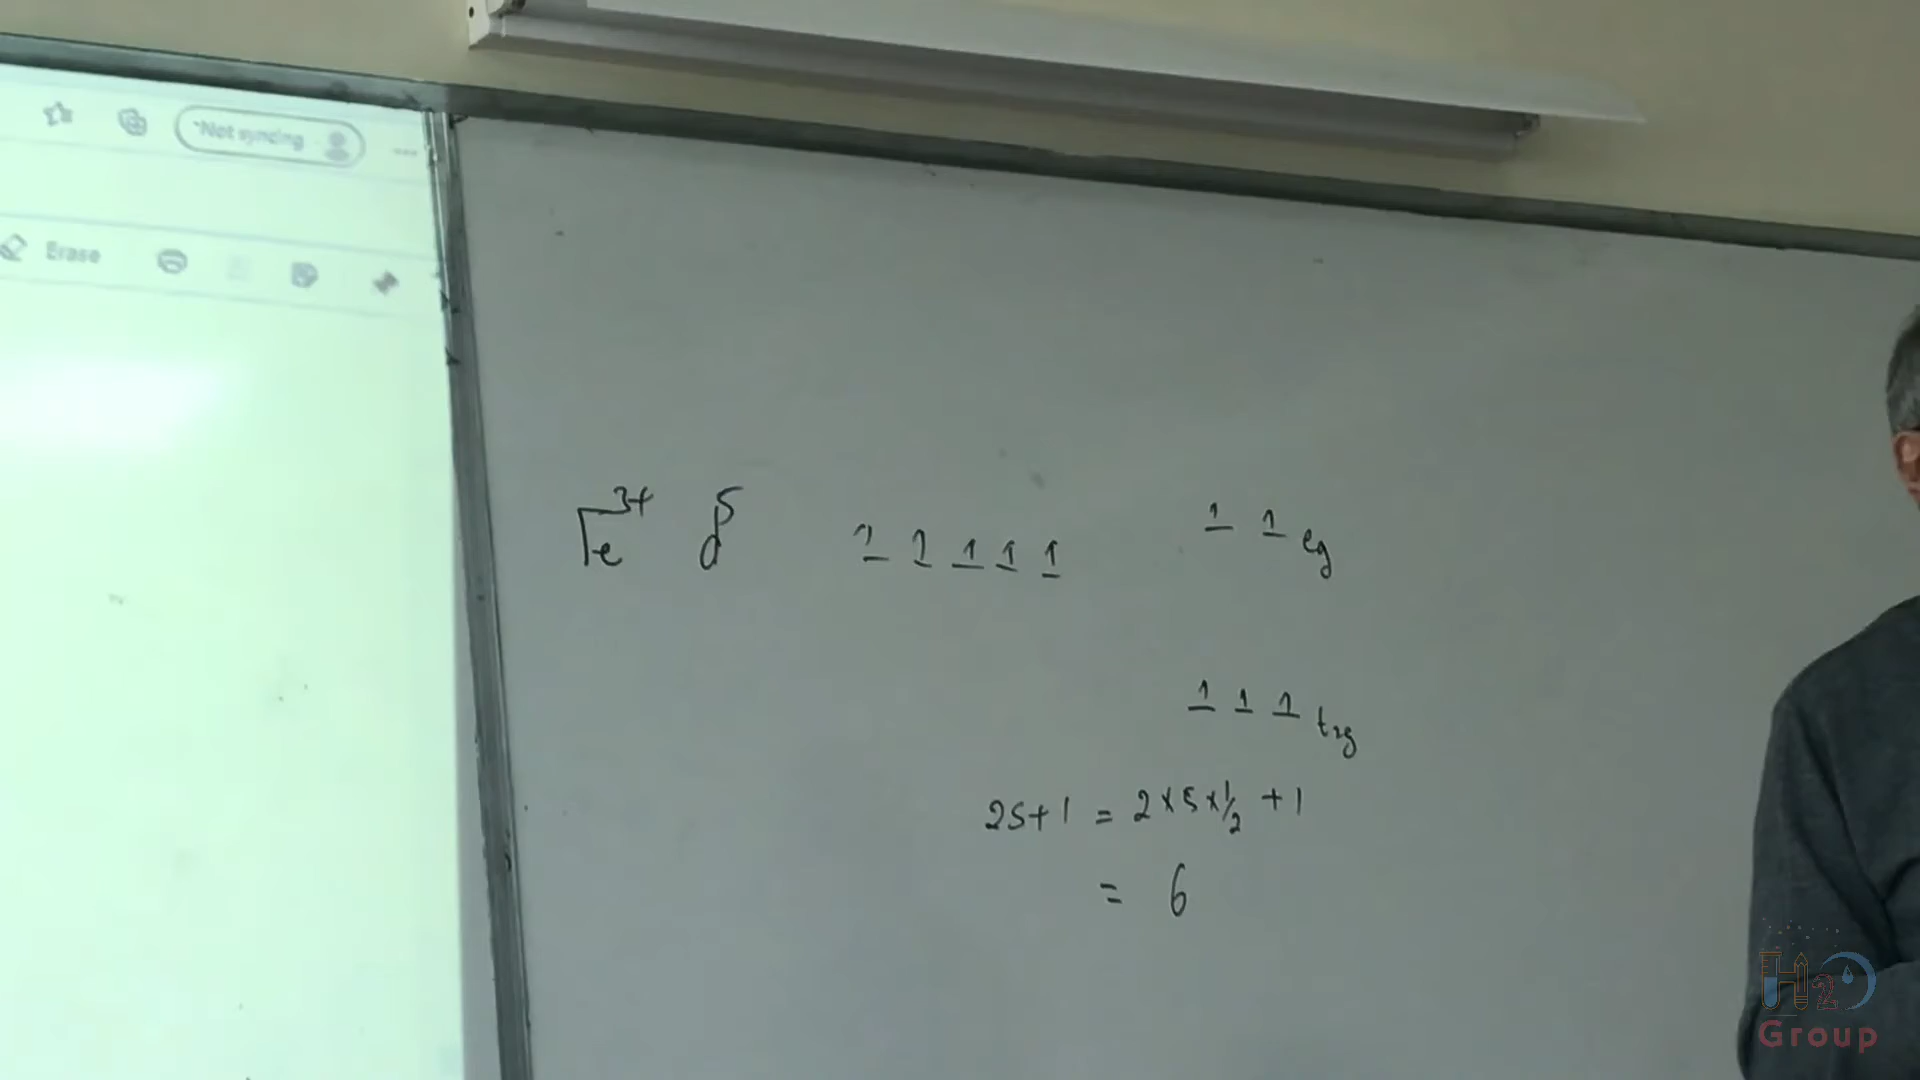 Not syncing
Erase
Fe³⁺ d⁵ 1 1 1 1 1
1 1 eg
1 1 1 t₂g
2S+1 = 2×5×1/2 +1
= 6
H2O
Group